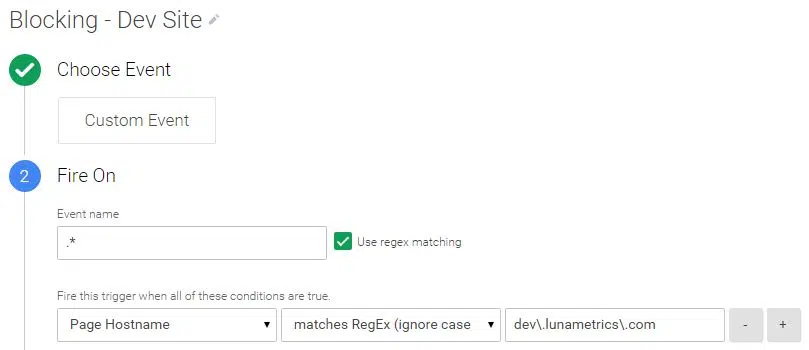 Blocking - Dev Site
Choose Event
Custom Event
2 Fire On
Event name
.*
Use regex matching
Fire this trigger when all of these conditions are true.
Page Hostname matches RegEx (ignore case dev\.lunametrics\.com - +